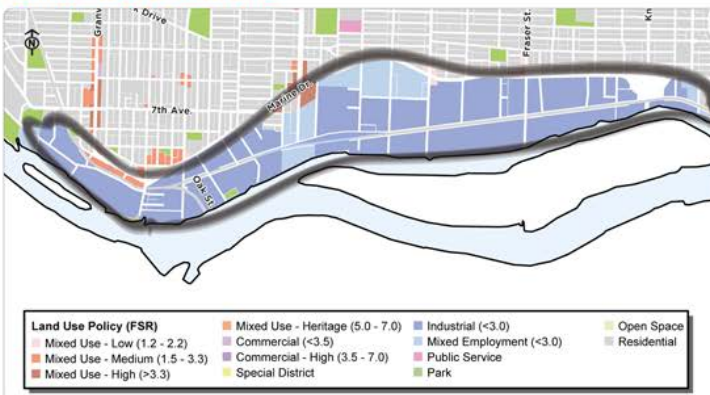 Granv
Drive
Fraser St.
Kn
N
7th Ave.
Marine Dr.
Oak St.
Land Use Policy (FSR)
Mixed Use - Low (1.2 - 2.2)
Mixed Use - Medium (1.5 - 3.3)
Mixed Use - High (>3.3)
Mixed Use - Heritage (5.0 - 7.0)
Commercial (<3.5)
Commercial - High (3.5 - 7.0)
Special District
Industrial (<3.0)
Mixed Employment (<3.0)
Public Service
Park
Open Space
Residential